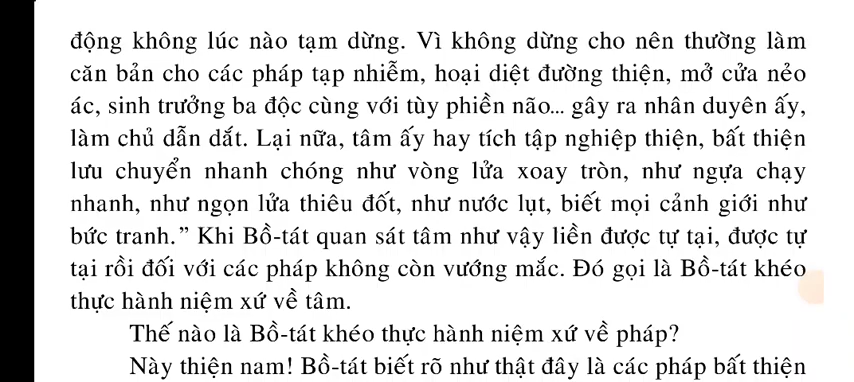 động không lúc nào tạm dừng. Vì không dừng cho nên thường làm
căn bản cho các pháp tạp nhiễm, hoại diệt đường thiện, mở cửa nẻo
ác, sinh trưởng ba độc cùng với tùy phiền não... gây ra nhân duyên ấy,
làm chủ dẫn dắt. Lại nữa, tâm ấy hay tích tập nghiệp thiện, bất thiện
lưu chuyển nhanh chóng như vòng lửa xoay tròn, như ngựa chạy
nhanh, như ngọn lửa thiêu đốt, như nước lụt, biết mọi cảnh giới như
bức tranh.” Khi Bồ-tát quan sát tâm như vậy liền được tự tại, được tự
tại rồi đối với các pháp không còn vướng mắc. Đó gọi là Bồ-tát khéo
thực hành niệm xứ về tâm.
Thế nào là Bồ-tát khéo thực hành niệm xứ về pháp?
Này thiện nam! Bồ-tát biết rõ như thật đây là các pháp bất thiện